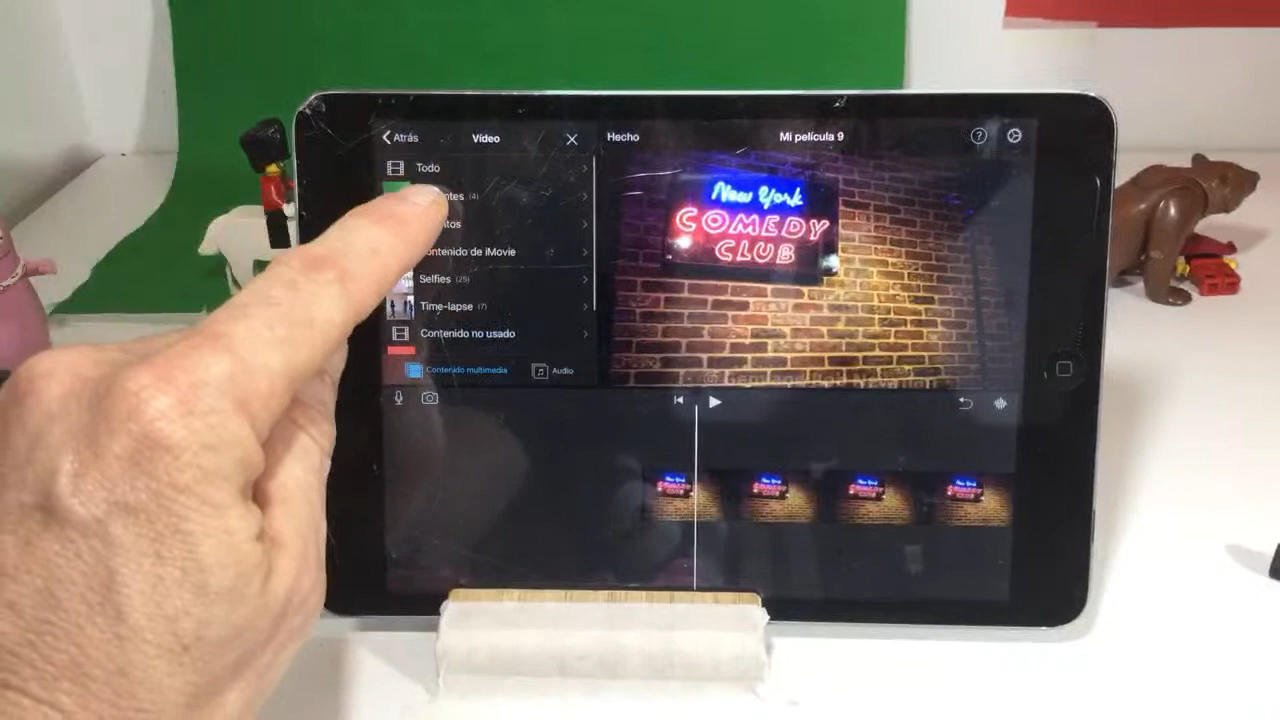 Atrás
Vídeo
Hecho
Mi película 9
?
Todo
(4)
Contenido de iMovie
Selfies (25)
Time-lapse (7)
Contenido no usado
Contenido multimedia
Audio
New York
COMEDY
CLUB